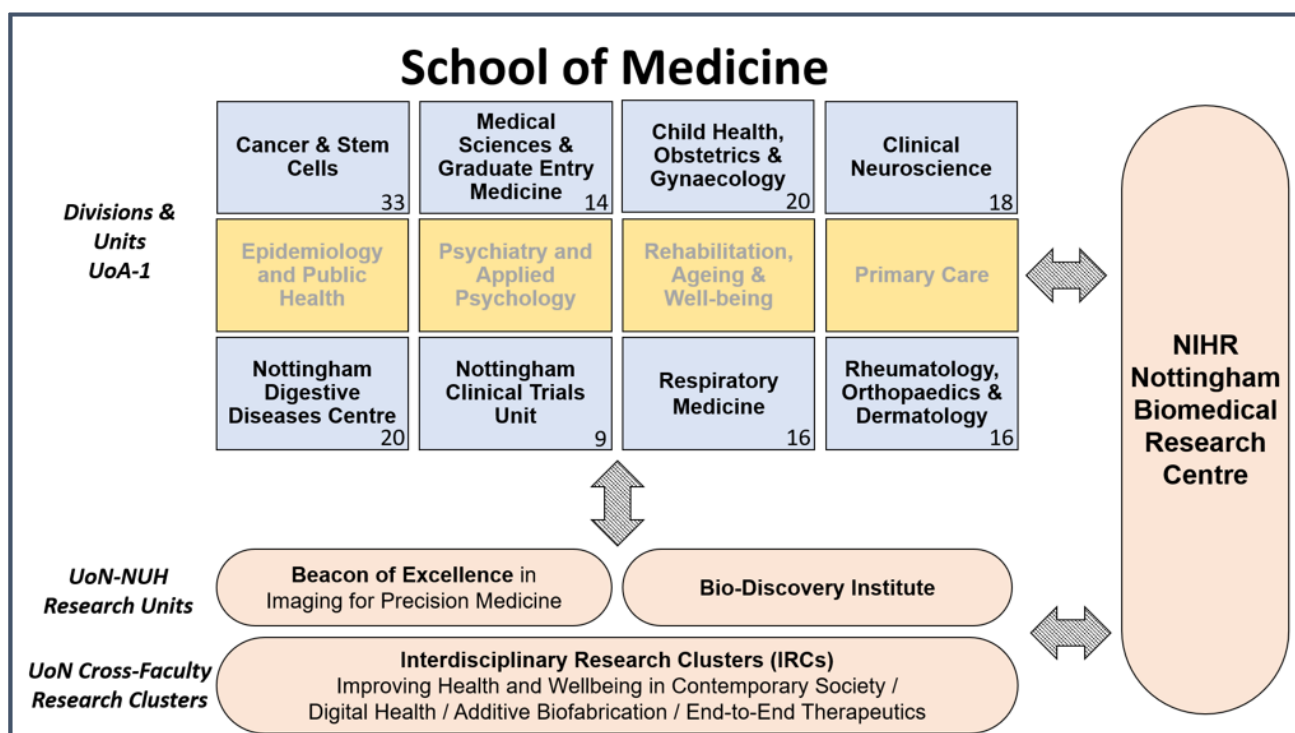 School of Medicine
Divisions &
Units
UoA-1
Cancer & Stem
Cells
33
Medical
Sciences &
Graduate Entry
Medicine
14
Child Health,
Obstetrics &
Gynaecology
20
Clinical
Neuroscience
18
Epidemiology
and Public
Health
Psychiatry and
Applied
Psychology
Rehabilitation,
Ageing &
Well-being
Primary Care
Nottingham
Digestive
Diseases Centre
20
Nottingham
Clinical Trials
Unit
9
Respiratory
Medicine
16
Rheumatology,
Orthopaedics &
Dermatology
16
NIHR
Nottingham
Biomedical
Research
Centre
UoN-NUH
Research Units
Beacon of Excellence in
Imaging for Precision Medicine
Bio-Discovery Institute
UoN Cross-Faculty
Research Clusters
Interdisciplinary Research Clusters (IRCs)
Improving Health and Wellbeing in Contemporary Society /
Digital Health / Additive Biofabrication / End-to-End Therapeutics